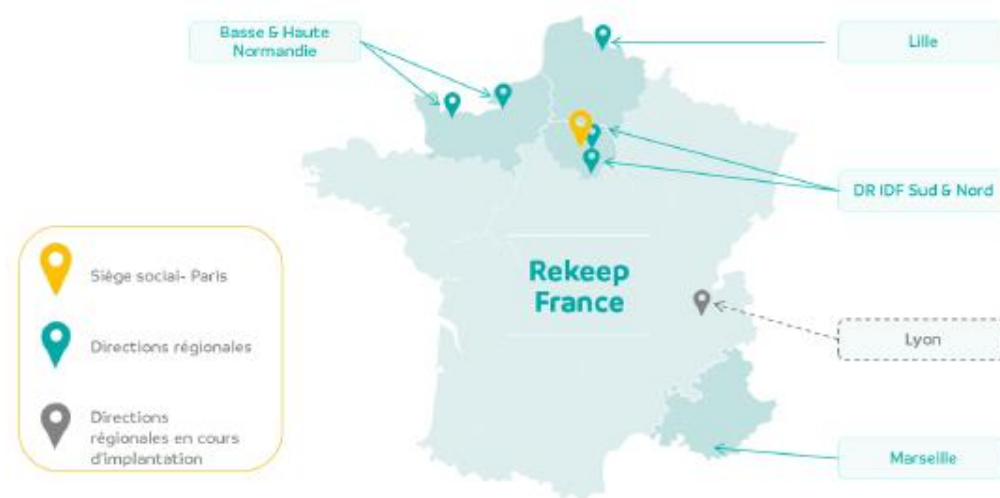 Basse & Haute
Normandie
Lille
DR IDF Sud & Nord
Siège social- Paris
Rekeep
France
Directions régionales
Lyon
Directions
régionales en cours
d'implantation
Marseille